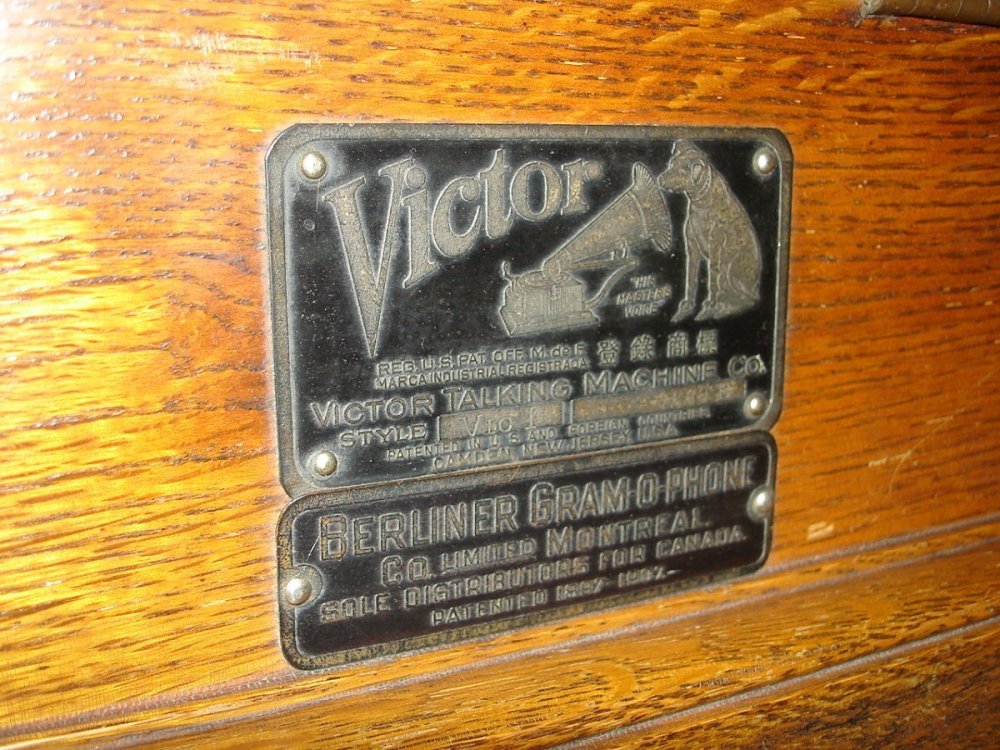 Victor
"HIS
MASTER'S
VOICE"
REG. U.S. PAT. OFF. M. de F.
MARCA INDUSTRIAL REGISTRADA
登錄商標
VICTOR TALKING MACHINE CO.
STYLE
PATENTED IN U.S. AND FOREIGN COUNTRIES
CAMDEN, NEW JERSEY, U.S.A.
BERLINER GRAM-O-PHONE
CO. LIMITED MONTREAL
SOLE DISTRIBUTORS FOR CANADA
PATENTED 1897